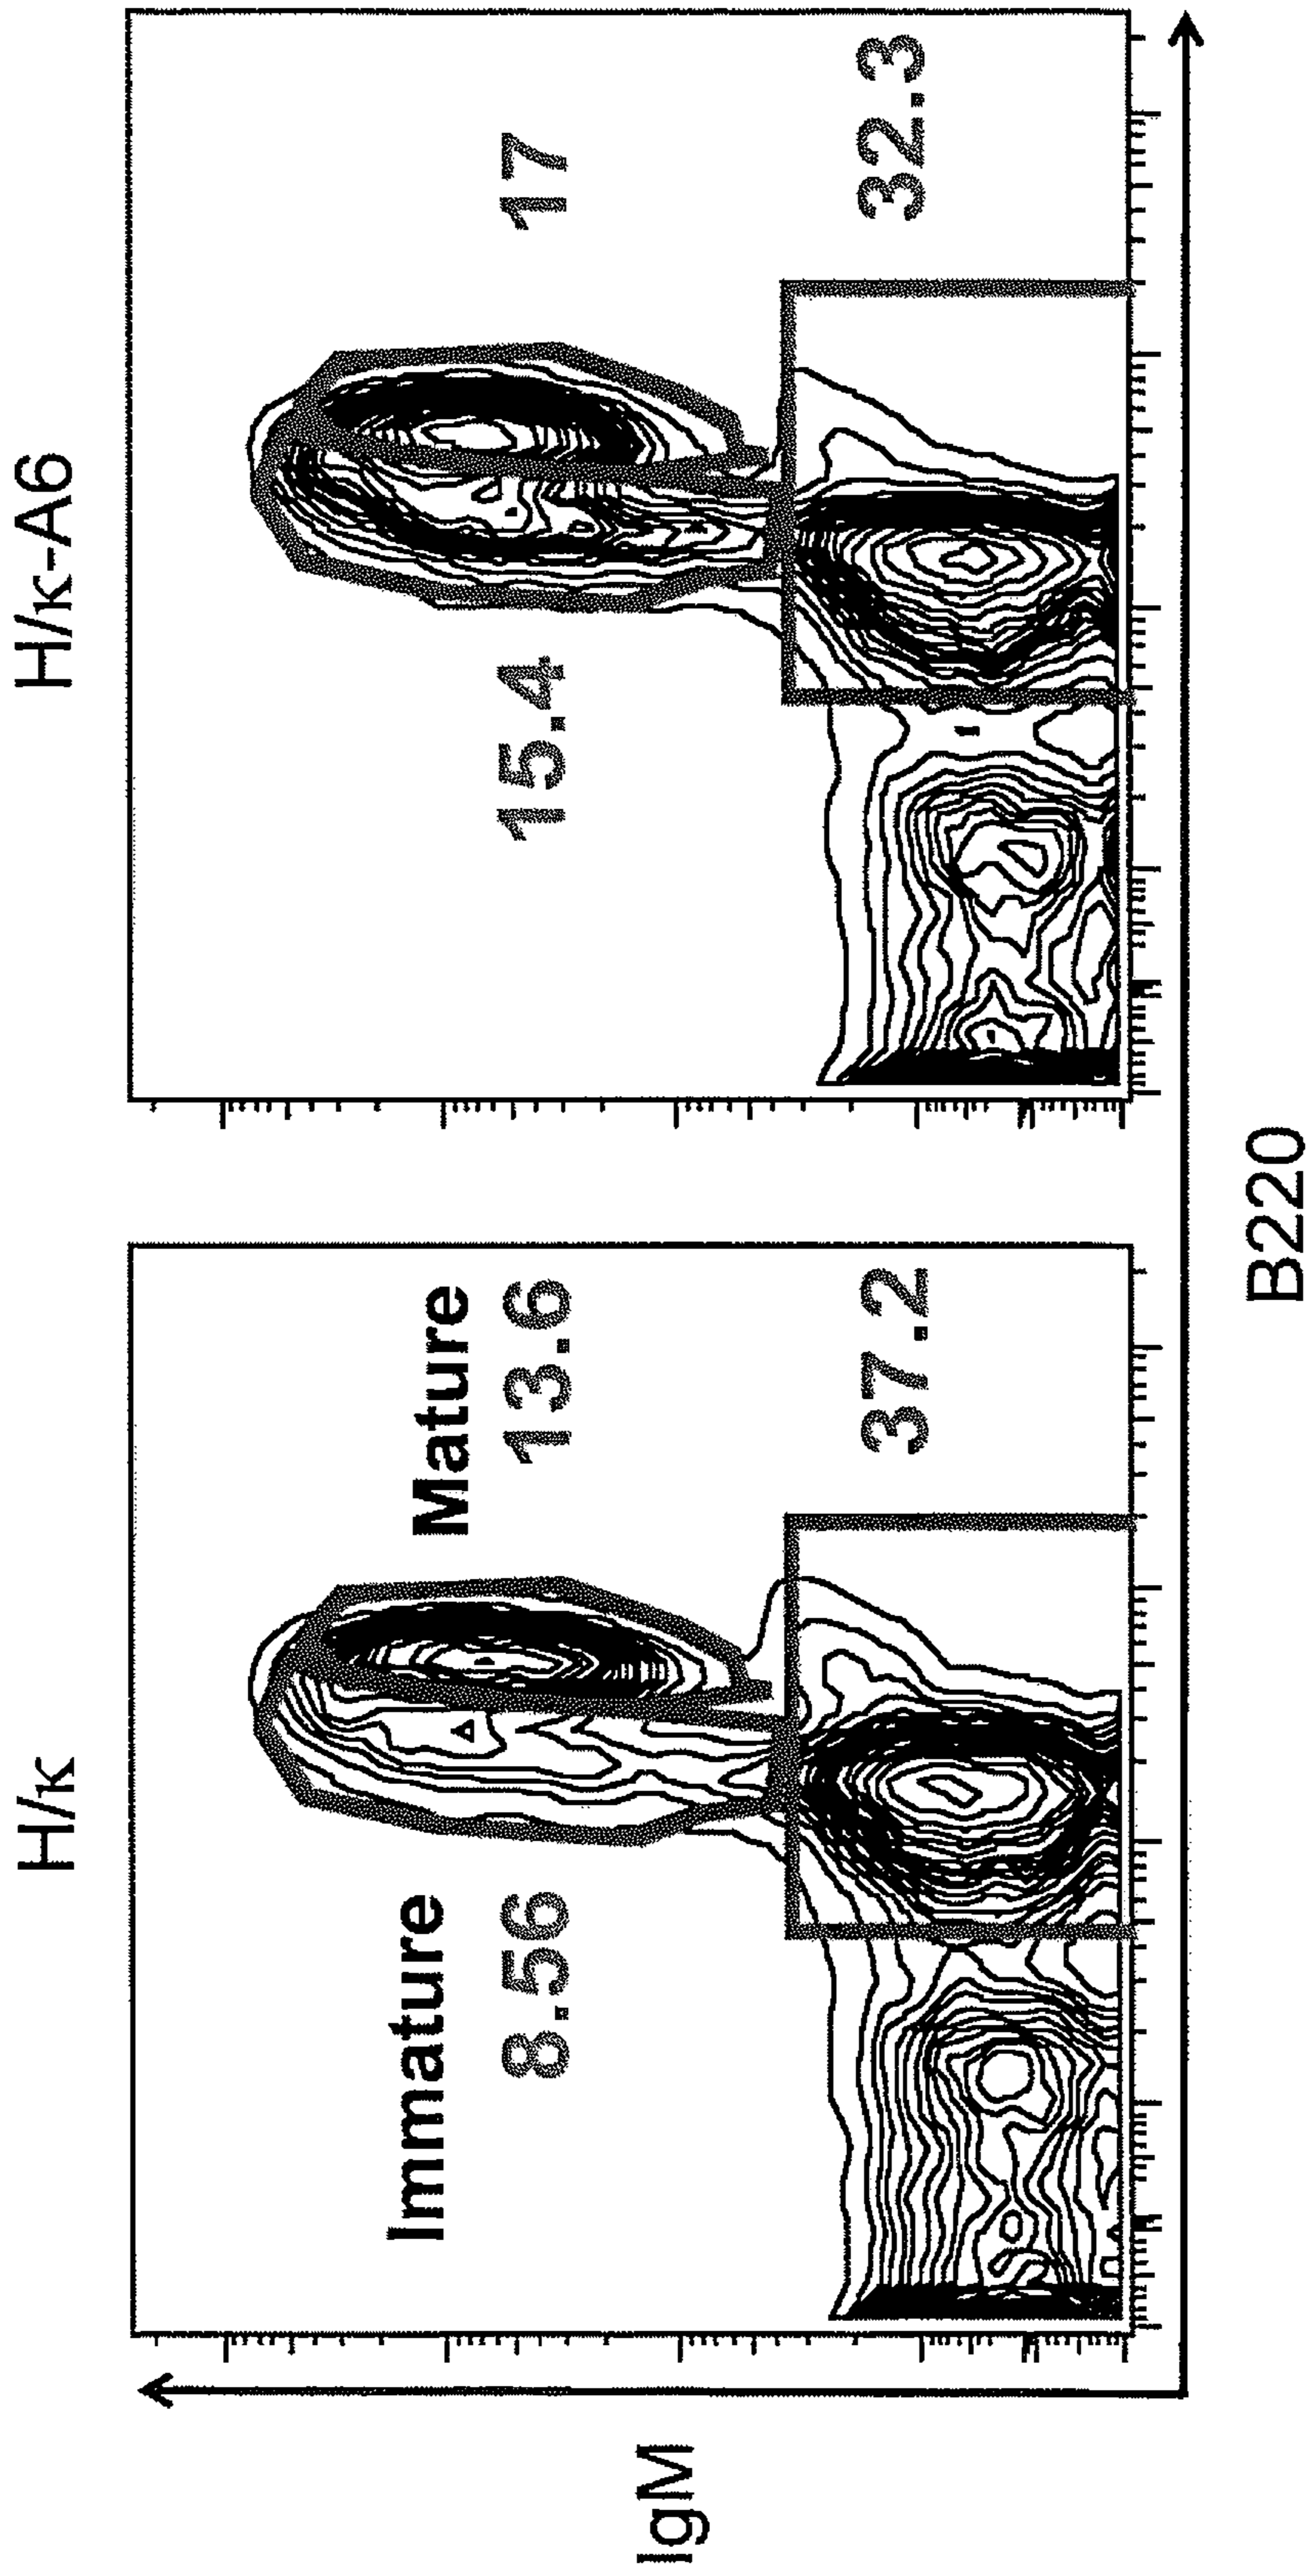 H/κ
H/κ-A6
Immature
8.56
Mature
13.6
37.2
15.4
17
32.3
IgM
B220